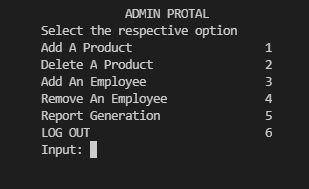 ADMIN PROTAL
Select the respective option
Add A Product 1
Delete A Product 2
Add An Employee 3
Remove An Employee 4
Report Generation 5
LOG OUT 6
Input: